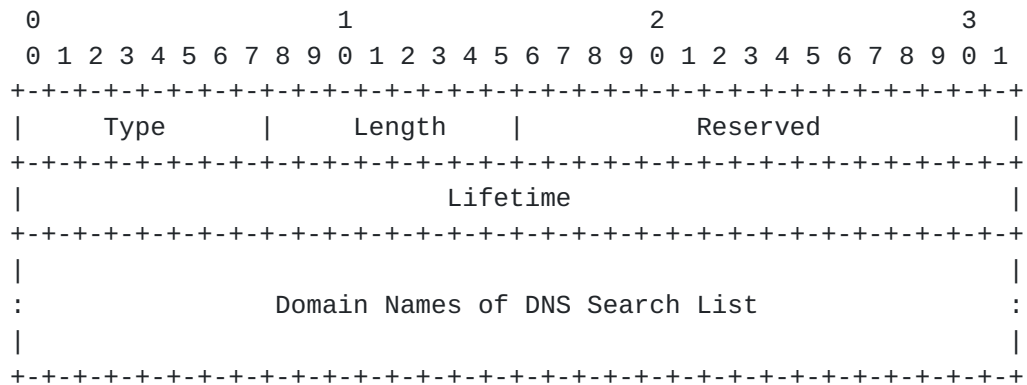 0                   1                   2                   3
 0 1 2 3 4 5 6 7 8 9 0 1 2 3 4 5 6 7 8 9 0 1 2 3 4 5 6 7 8 9 0 1
+-+-+-+-+-+-+-+-+-+-+-+-+-+-+-+-+-+-+-+-+-+-+-+-+-+-+-+-+-+-+-+-+
|     Type      |     Length    |           Reserved            |
+-+-+-+-+-+-+-+-+-+-+-+-+-+-+-+-+-+-+-+-+-+-+-+-+-+-+-+-+-+-+-+-+
|                           Lifetime                            |
+-+-+-+-+-+-+-+-+-+-+-+-+-+-+-+-+-+-+-+-+-+-+-+-+-+-+-+-+-+-+-+-+
|                                                               |
:                Domain Names of DNS Search List                :
|                                                               |
+-+-+-+-+-+-+-+-+-+-+-+-+-+-+-+-+-+-+-+-+-+-+-+-+-+-+-+-+-+-+-+-+